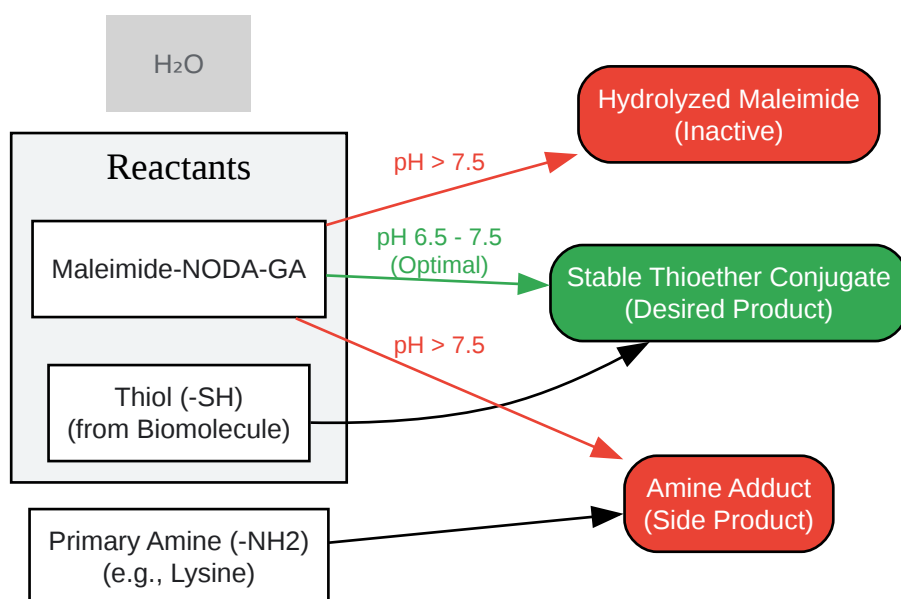 H₂O
Reactants
Maleimide-NODA-GA
Thiol (-SH)
(from Biomolecule)
Primary Amine (-NH2)
(e.g., Lysine)
pH > 7.5
pH 6.5 - 7.5
(Optimal)
pH > 7.5
Hydrolyzed Maleimide
(Inactive)
Stable Thioether Conjugate
(Desired Product)
Amine Adduct
(Side Product)